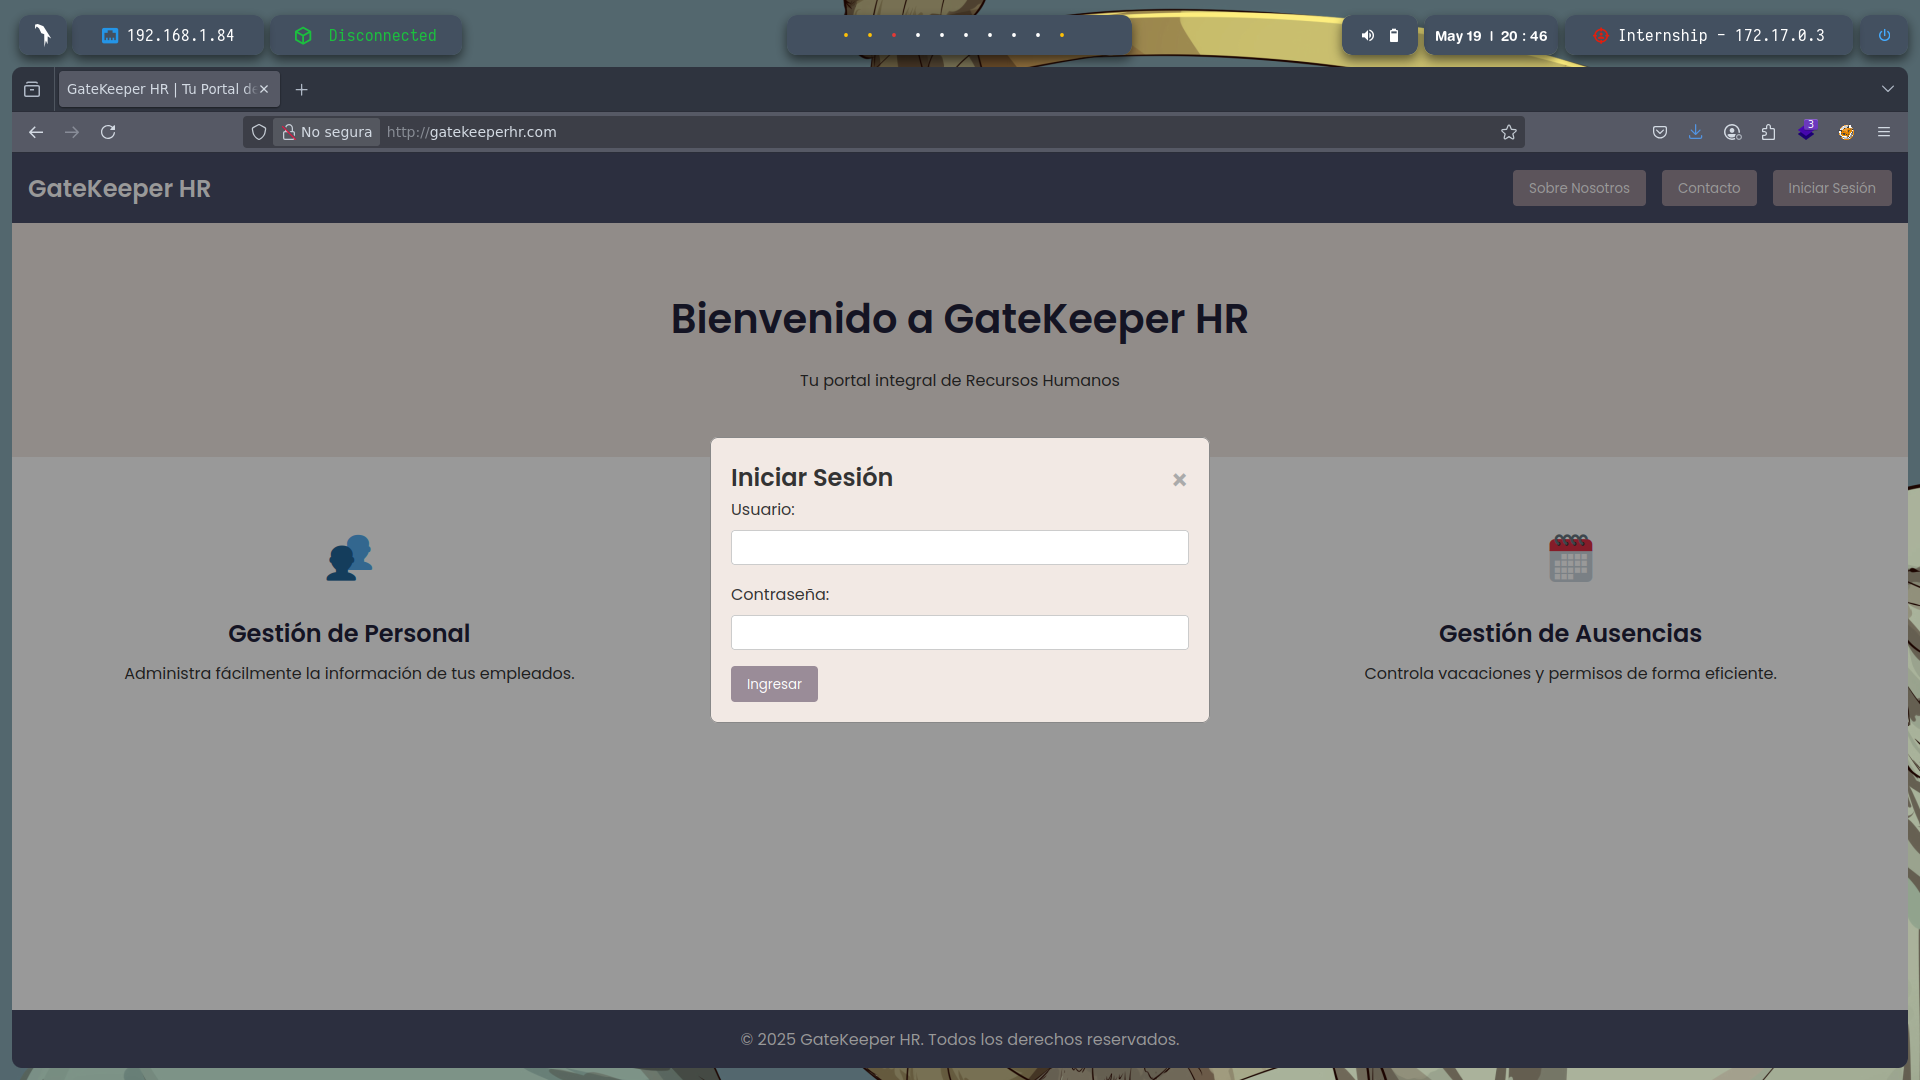 192.168.1.84
Disconnected
May 19 | 20 : 46
Internship - 172.17.0.3
GateKeeper HR | Tu Portal de
No segura
http://gatekeeperhr.com
3
GateKeeper HR
Sobre Nosotros
Contacto
Iniciar Sesión
Bienvenido a GateKeeper HR
Tu portal integral de Recursos Humanos
Iniciar Sesión
×
Usuario:
Contraseña:
Ingresar
Gestión de Personal
Administra fácilmente la información de tus empleados.
Gestión de Ausencias
Controla vacaciones y permisos de forma eficiente.
© 2025 GateKeeper HR. Todos los derechos reservados.